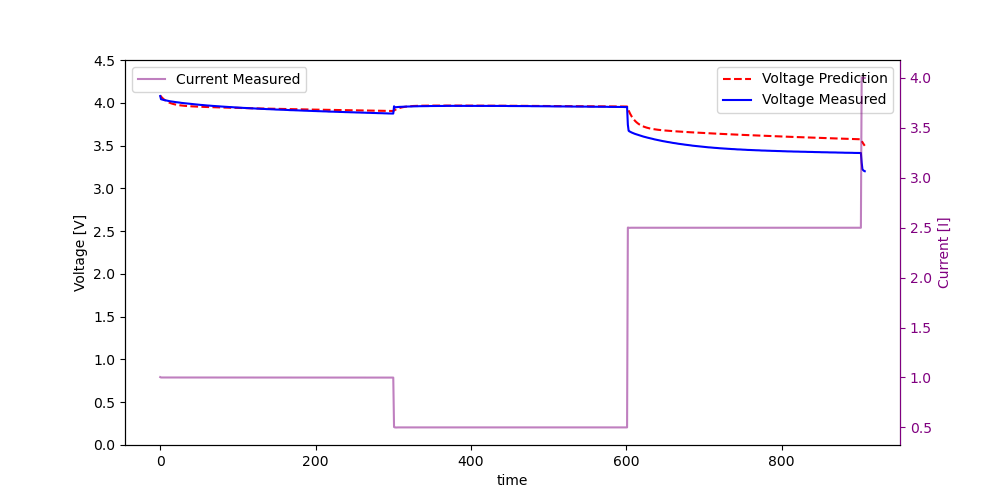 Current Measured
Voltage Prediction
Voltage Measured
4.5
4.0
3.5
3.0
2.5
2.0
1.5
1.0
0.5
0.0
Voltage [V]
4.0
3.5
3.0
2.5
2.0
1.5
1.0
0.5
Current [I]
0 200 400 600 800
time